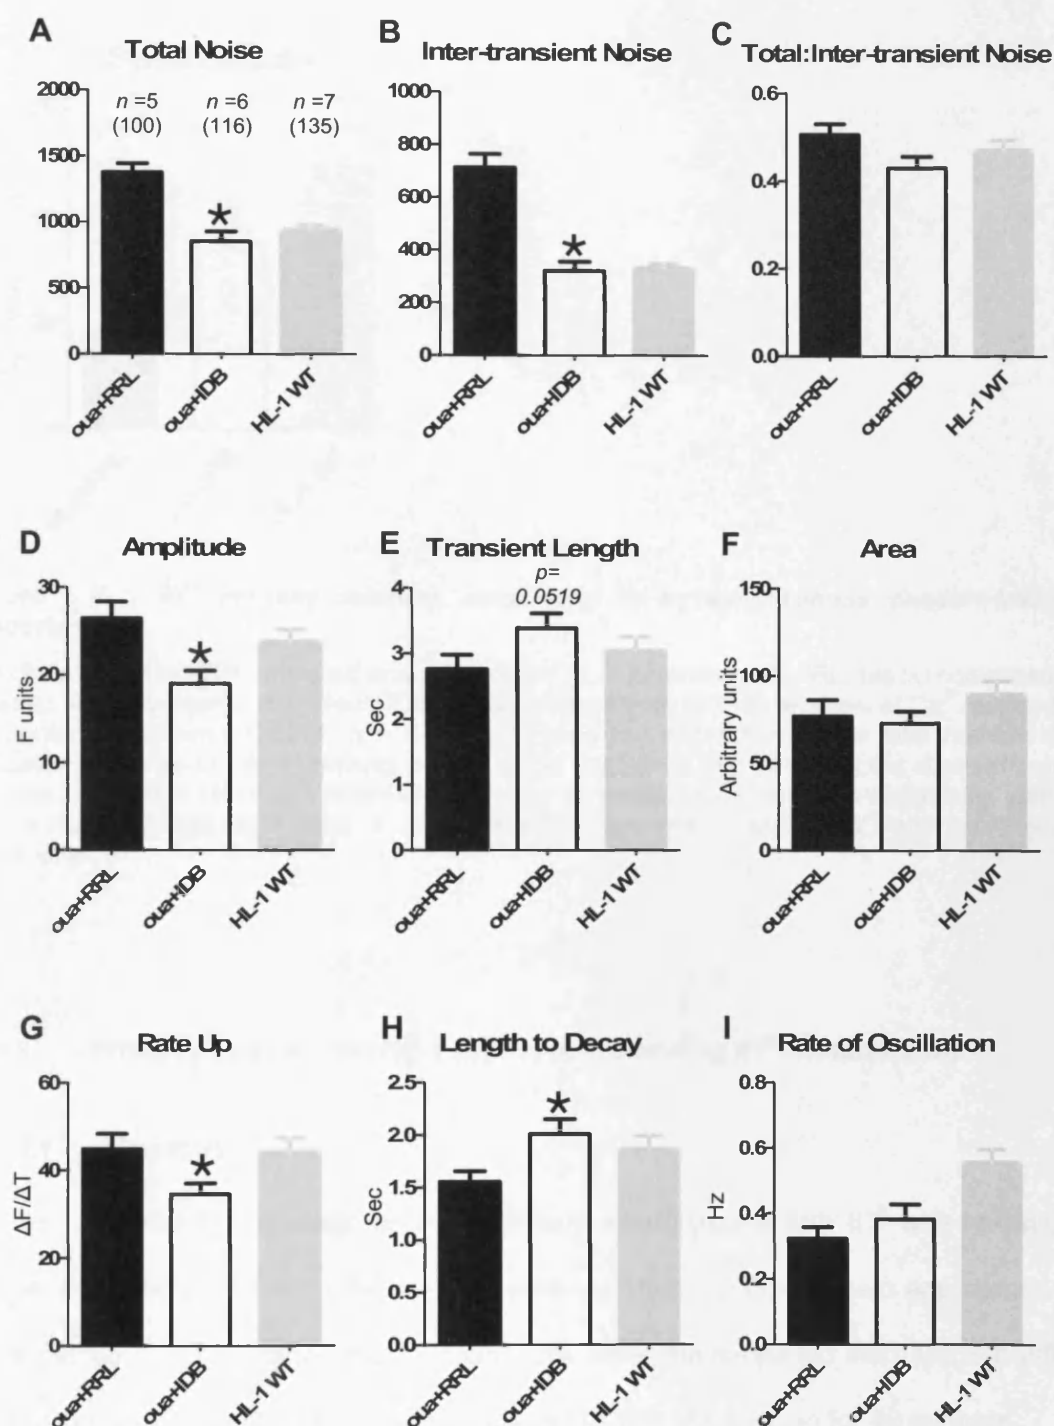 A
Total Noise
2000
1500
1000
500
0
n =5
(100)
n =6
(116)
n =7
(135)
*
oua+RRL
oua+IDB
HL-1 WT
B
Inter-transient Noise
1000
800
600
400
200
0
*
oua+RRL
oua+IDB
HL-1 WT
C
Total:Inter-transient Noise
0.6
0.4
0.2
0.0
oua+RRL
oua+IDB
HL-1 WT
D
Amplitude
F units
30
20
10
0
*
oua+RRL
oua+IDB
HL-1 WT
E
Transient Length
p=
0.0519
Sec
4
3
2
1
0
oua+RRL
oua+IDB
HL-1 WT
F
Area
Arbitrary units
150
100
50
0
oua+RRL
oua+IDB
HL-1 WT
G
Rate Up
ΔF/ΔT
60
40
20
0
*
oua+RRL
oua+IDB
HL-1 WT
H
Length to Decay
Sec
2.5
2.0
1.5
1.0
0.5
0.0
*
oua+RRL
oua+IDB
HL-1 WT
I
Rate of Oscillation
Hz
0.8
0.6
0.4
0.2
0.0
oua+RRL
oua+IDB
HL-1 WT